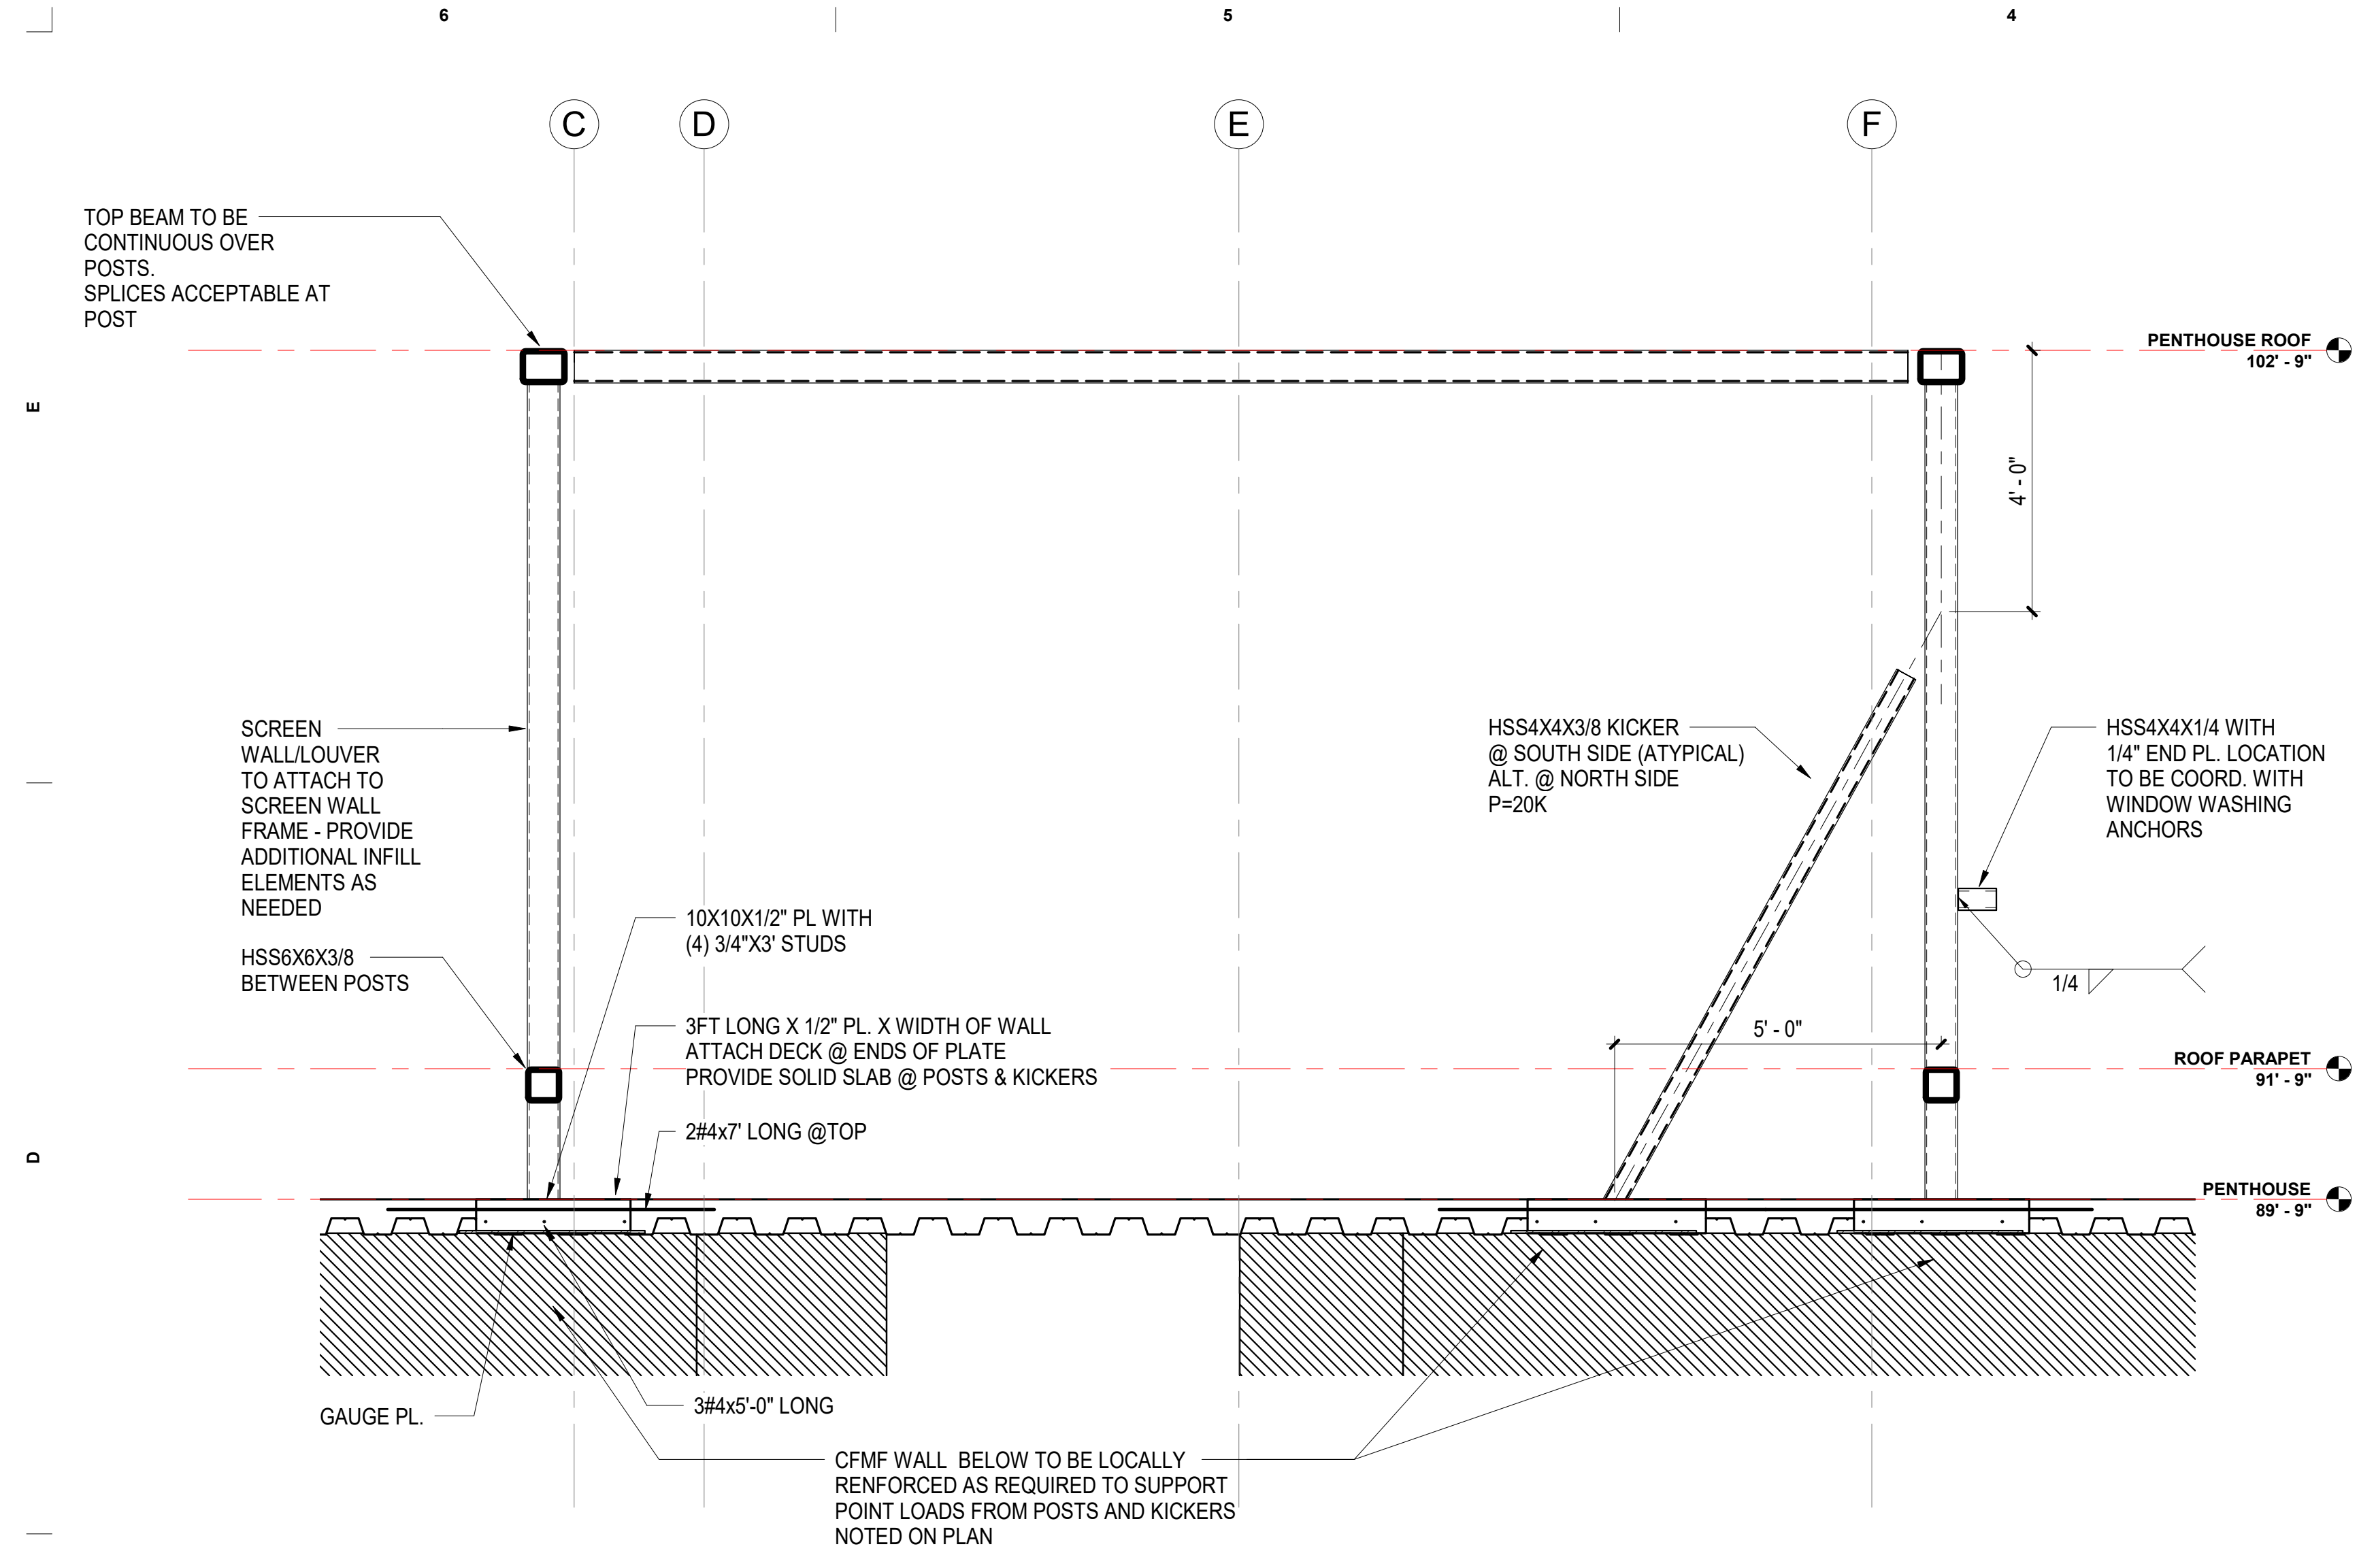 6
5
4
C
D
E
F
TOP BEAM TO BE
CONTINUOUS OVER
POSTS.
SPLICES ACCEPTABLE AT
POST
PENTHOUSE ROOF
102' - 9"
E
4' - 0"
SCREEN
WALL/LOUVER
TO ATTACH TO
SCREEN WALL
FRAME - PROVIDE
ADDITIONAL INFILL
ELEMENTS AS
NEEDED
HSS4X4X3/8 KICKER
@ SOUTH SIDE (ATYPICAL)
ALT. @ NORTH SIDE
P=20K
HSS4X4X1/4 WITH
1/4" END PL. LOCATION
TO BE COORD. WITH
WINDOW WASHING
ANCHORS
10X10X1/2" PL WITH
(4) 3/4"X3' STUDS
HSS6X6X3/8
BETWEEN POSTS
1/4
3FT LONG X 1/2" PL. X WIDTH OF WALL
ATTACH DECK @ ENDS OF PLATE
PROVIDE SOLID SLAB @ POSTS & KICKERS
5' - 0"
ROOF PARAPET
91' - 9"
2#4x7' LONG @TOP
D
PENTHOUSE
89' - 9"
GAUGE PL.
3#4x5'-0" LONG
CFMF WALL  BELOW TO BE LOCALLY
RENFORCED AS REQUIRED TO SUPPORT
POINT LOADS FROM POSTS AND KICKERS
NOTED ON PLAN